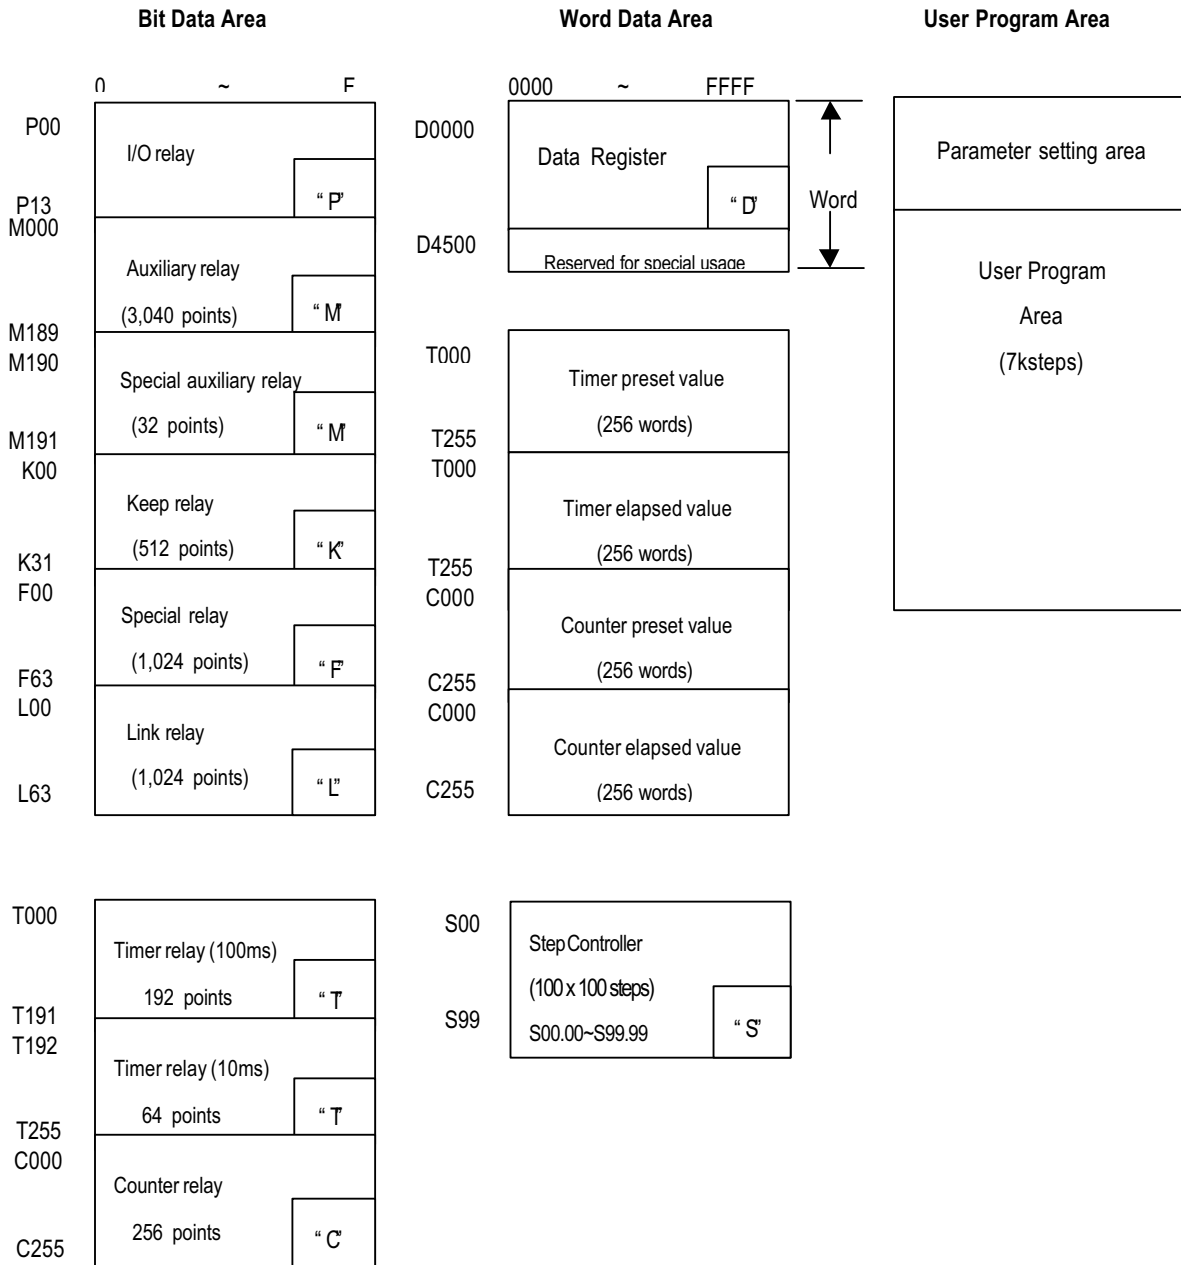 Bit Data Area
Word Data Area
User Program Area
0 ~ F
P00
I/O relay
"P"
P13
M000
Auxiliary relay
(3,040 points)
"M"
M189
M190
Special auxiliary relay
(32 points)
"M"
M191
K00
Keep relay
(512 points)
"K"
K31
F00
Special relay
(1,024 points)
"F"
F63
L00
Link relay
(1,024 points)
"L"
L63
T000
Timer relay (100ms)
192 points
"T"
T191
T192
Timer relay (10ms)
64 points
"T"
T255
C000
Counter relay
256 points
"C"
C255
0000 ~ FFFF
D0000
Data Register
"D"
Word
D4500
Reserved for special usage
T000
Timer preset value
(256 words)
T255
T000
Timer elapsed value
(256 words)
T255
C000
Counter preset value
(256 words)
C255
C000
Counter elapsed value
(256 words)
C255
S00
Step Controller
(100 x 100 steps)
S00.00~S99.99
"S"
S99
Parameter setting area
User Program
Area
(7ksteps)